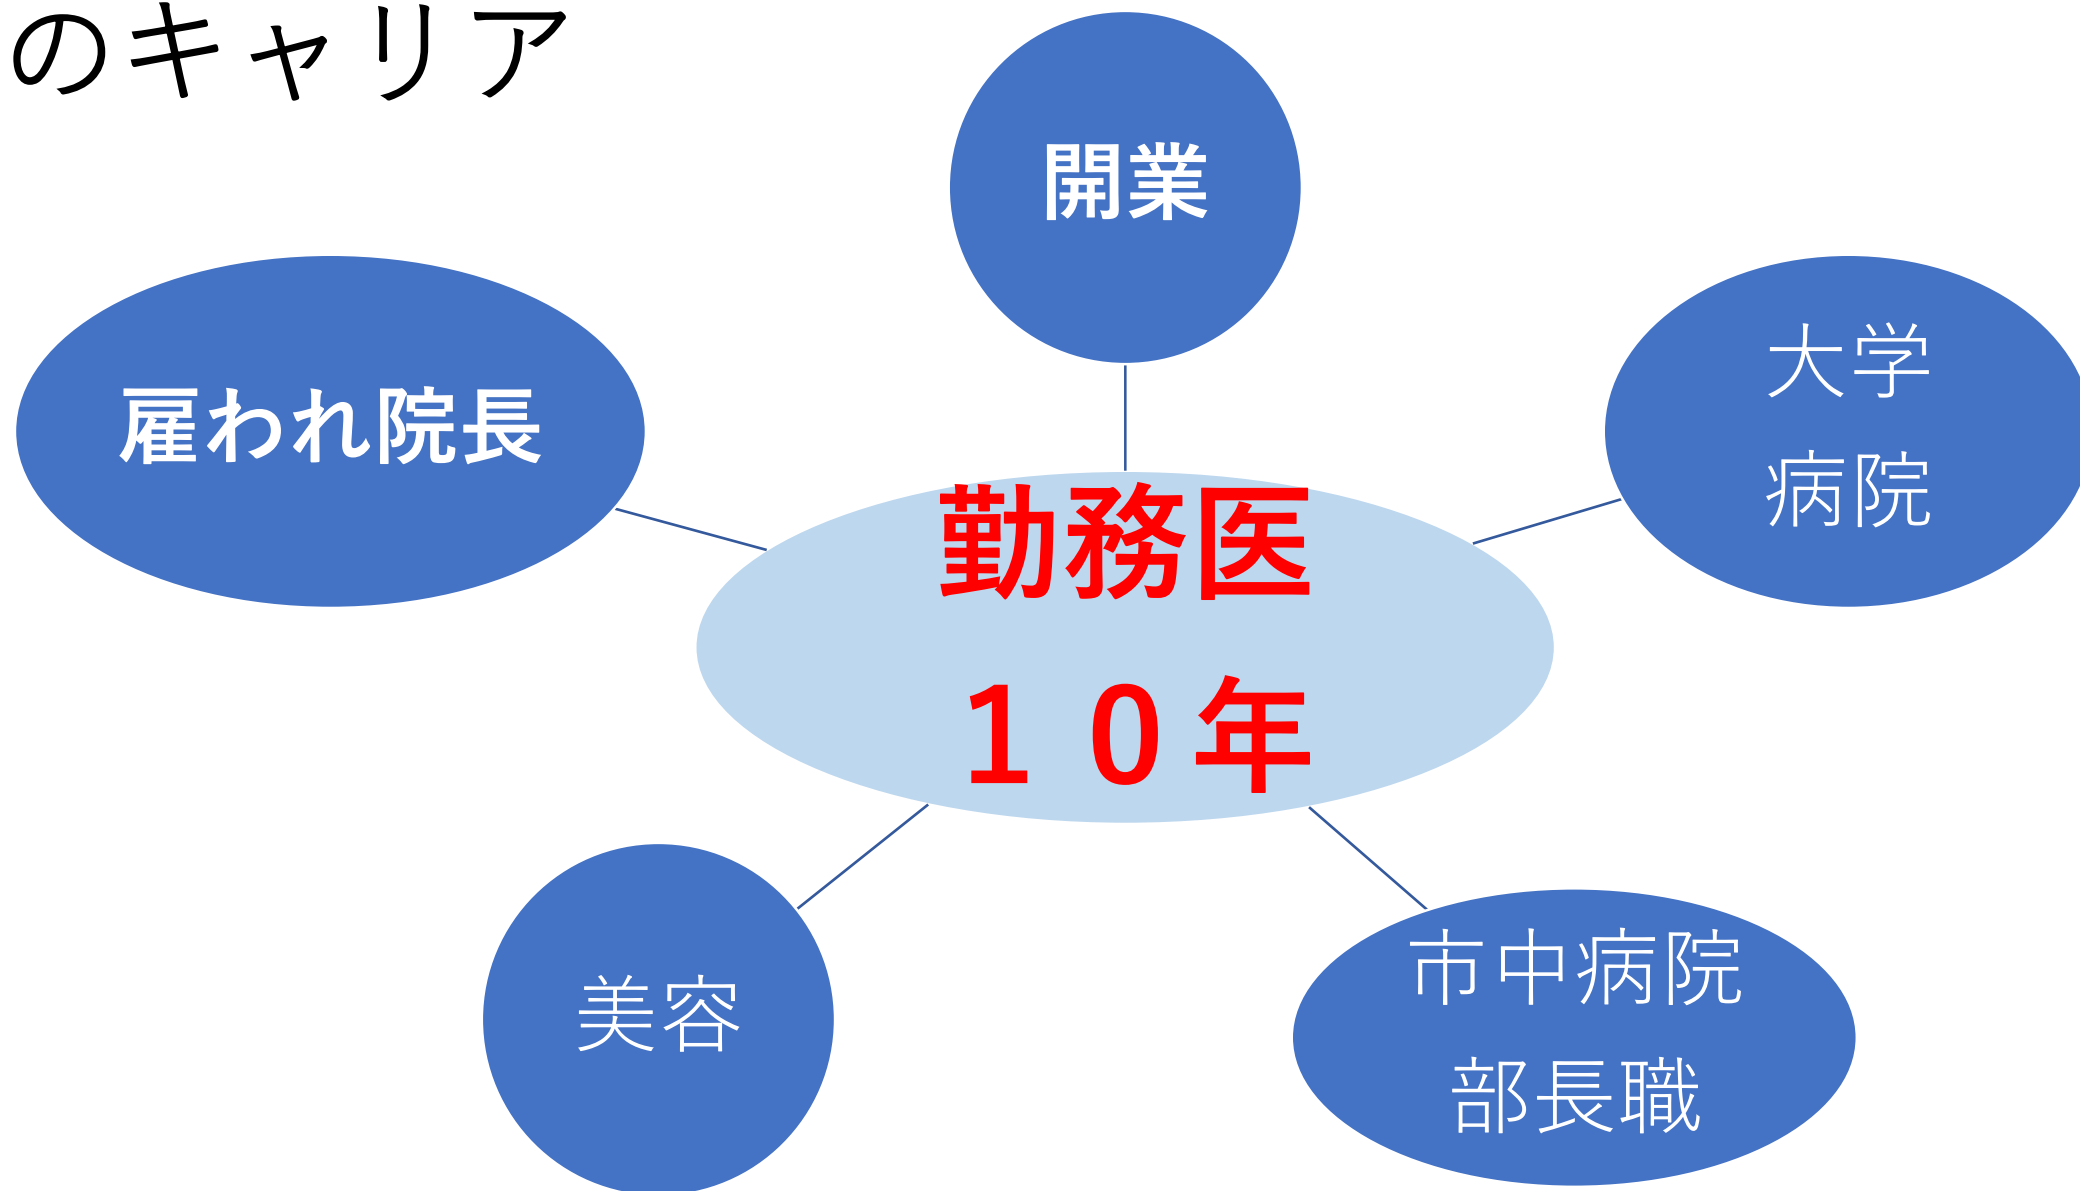 のキャリア
開業
雇われ院長
大学
病院
勤務医
１０年
美容
市中病院
部長職